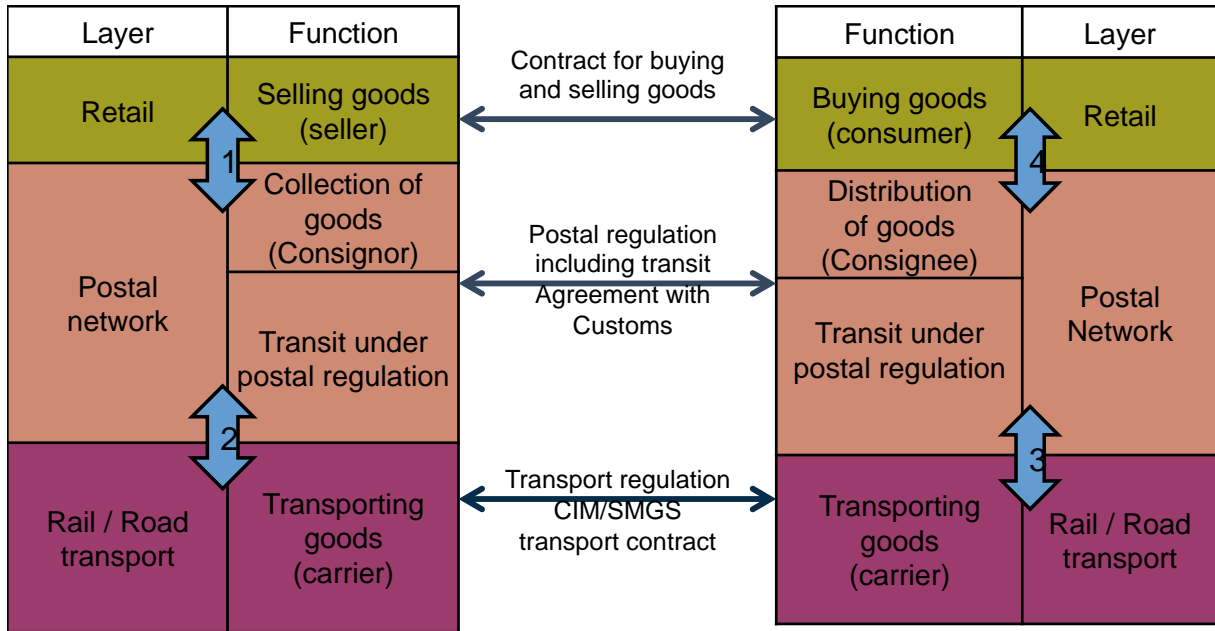 Layer
Function
Retail
Selling goods
(seller)
1
Collection of
goods
(Consignor)
Postal
network
Transit under
postal regulation
2
Rail / Road
transport
Transporting
goods
(carrier)
Contract for buying
and selling goods
Postal regulation
including transit
Agreement with
Customs
Transport regulation
CIM/SMGS
transport contract
Function
Layer
Buying goods
(consumer)
Retail
4
Distribution
of goods
(Consignee)
Postal
Network
Transit under
postal regulation
3
Transporting
goods
(carrier)
Rail / Road
transport